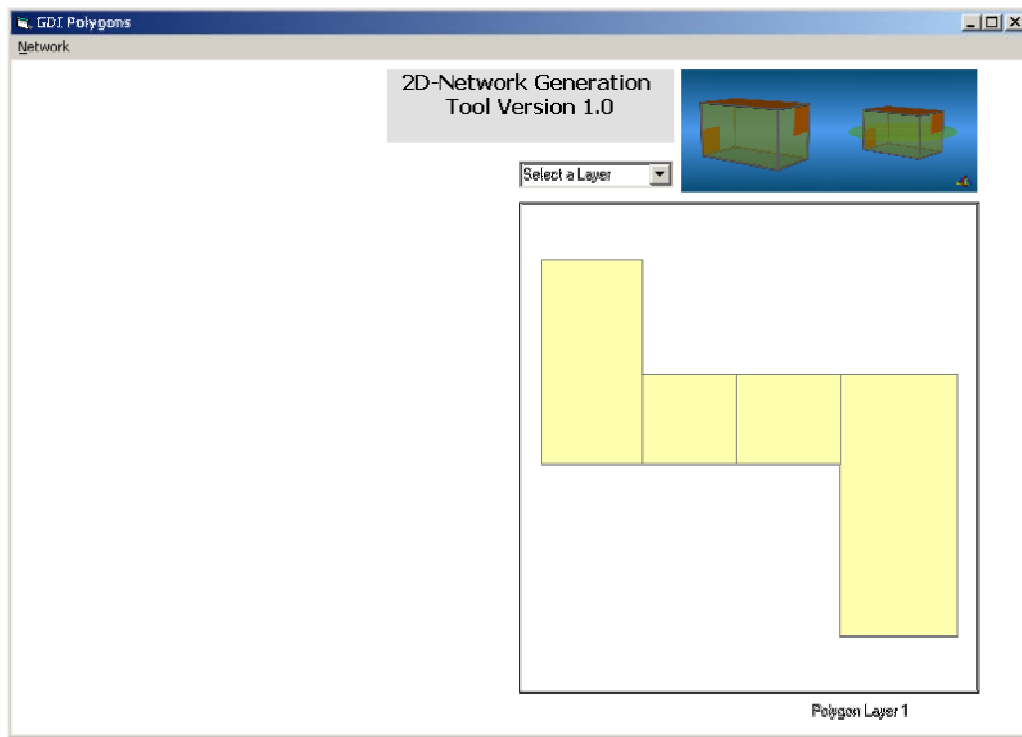 GDI Polygons
Network
2D-Network Generation
Tool Version 1.0
Select a Layer
Polygon Layer 1